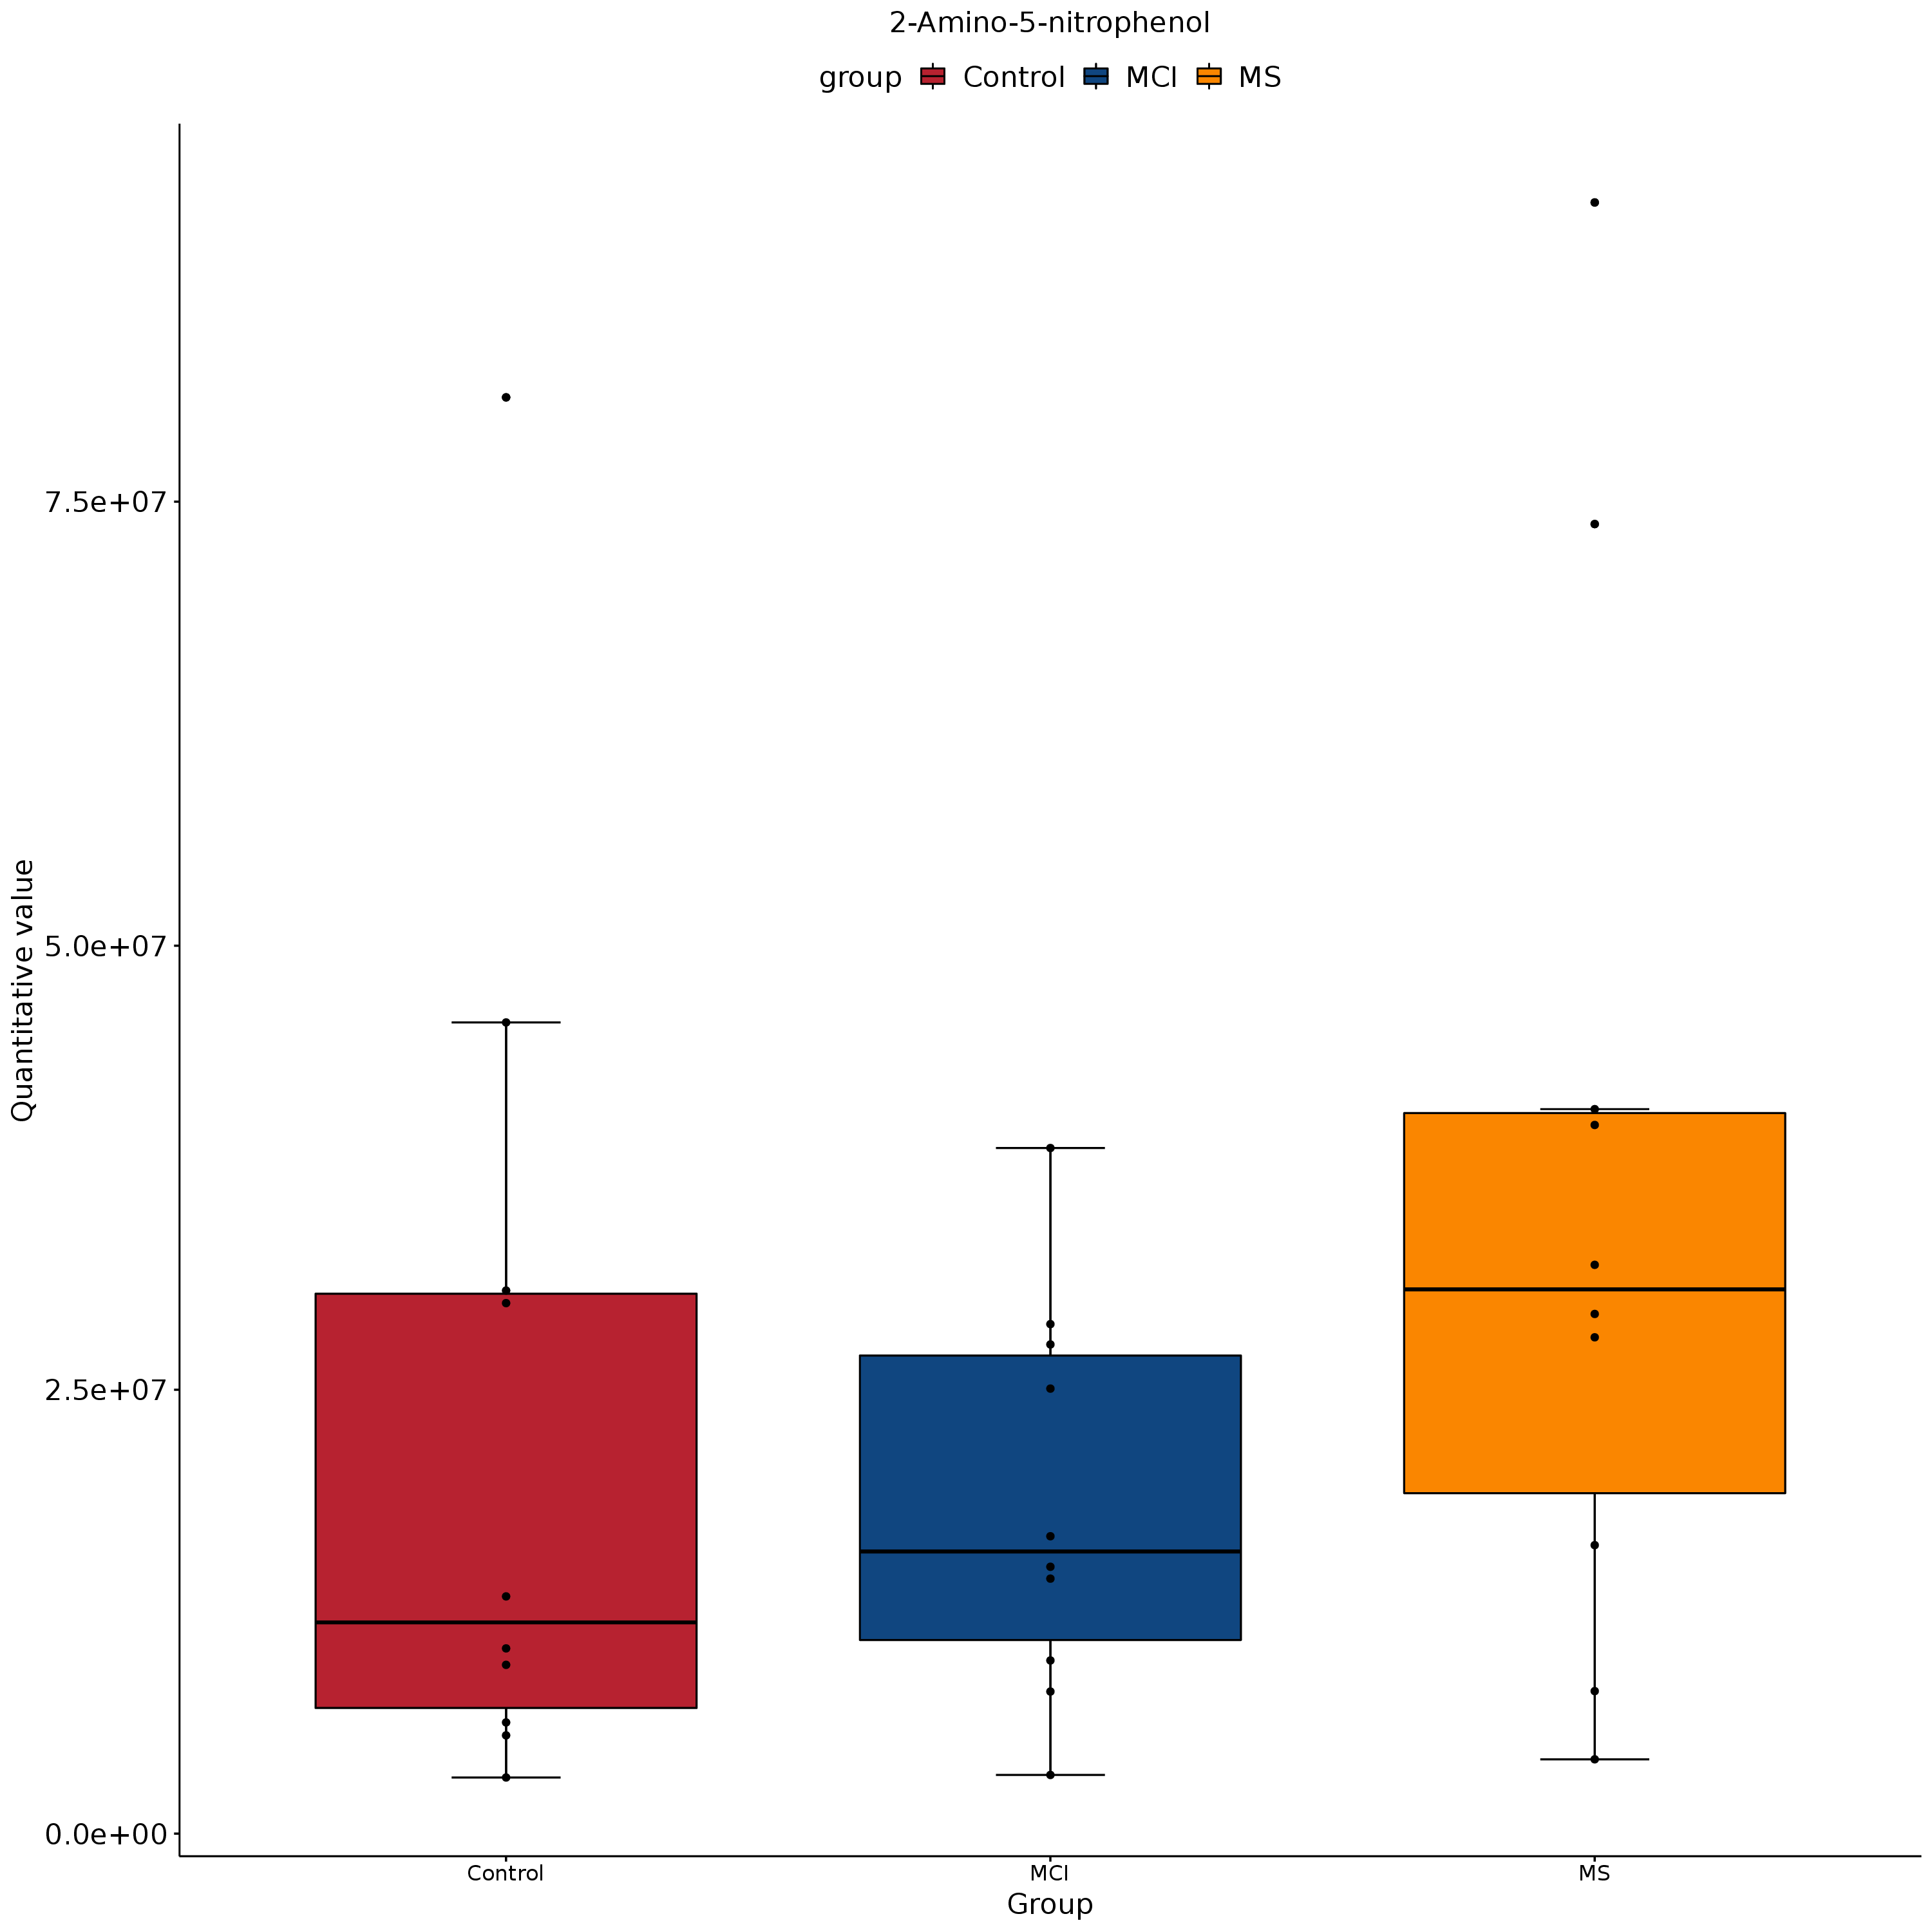 2-Amino-5-nitrophenol
group Control MCI MS
Quantitative value
7.5e+07
5.0e+07
2.5e+07
0.0e+00
Control MCI MS
Group